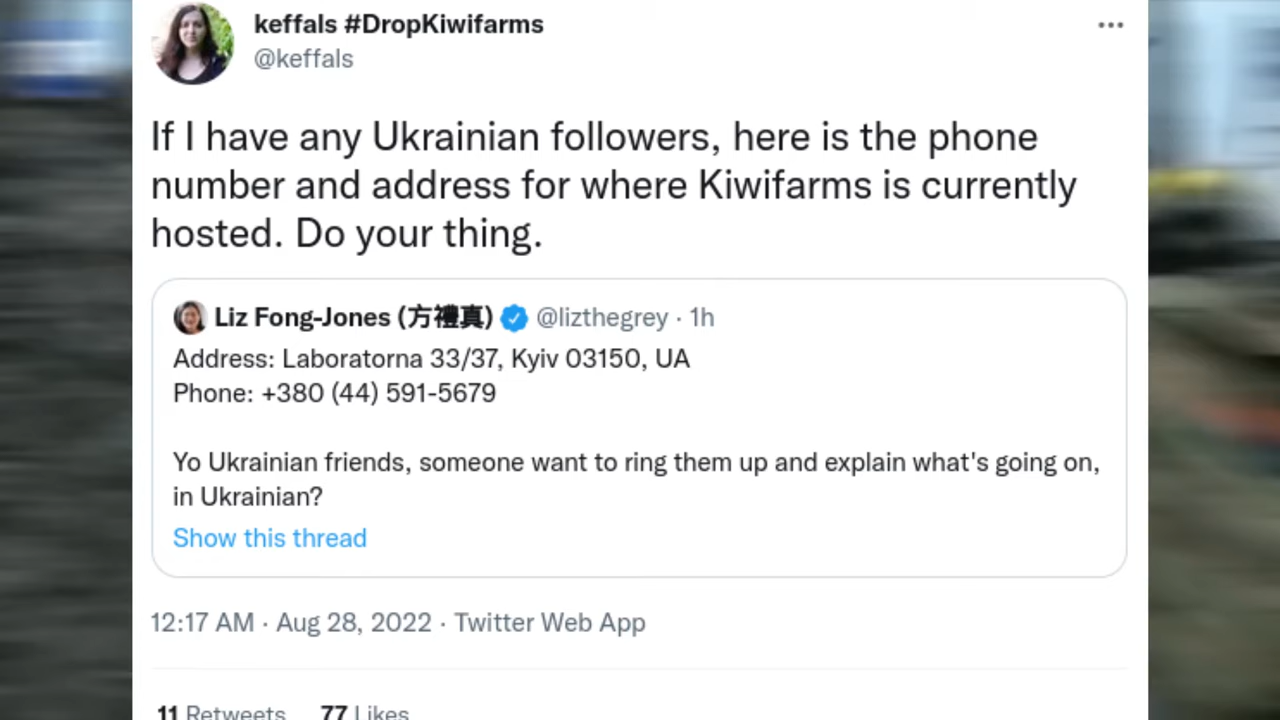 keffals #DropKiwifarms
@keffals
If I have any Ukrainian followers, here is the phone
number and address for where Kiwifarms is currently
hosted. Do your thing.
Liz Fong-Jones (方禮真) @lizthegrey · 1h
Address: Laboratorna 33/37, Kyiv 03150, UA
Phone: +380 (44) 591-5679
Yo Ukrainian friends, someone want to ring them up and explain what's going on,
in Ukrainian?
Show this thread
12:17 AM · Aug 28, 2022 · Twitter Web App
11 Retweets 77 Likes